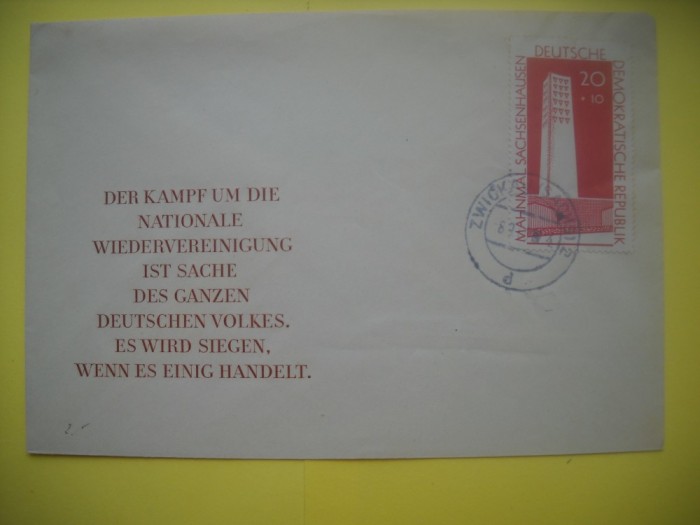 DER KAMPF UM DIE
NATIONALE
WIEDERVEREINIGUNG
IST SACHE
DES GANZEN
DEUTSCHEN VOLKES.
ES WIRD SIEGEN,
WENN ES EINIG HANDELT.
MAHNMAL SACHSENHAUSEN
DEUTSCHE
DEMOKRATISCHE REPUBLIK
20
+10